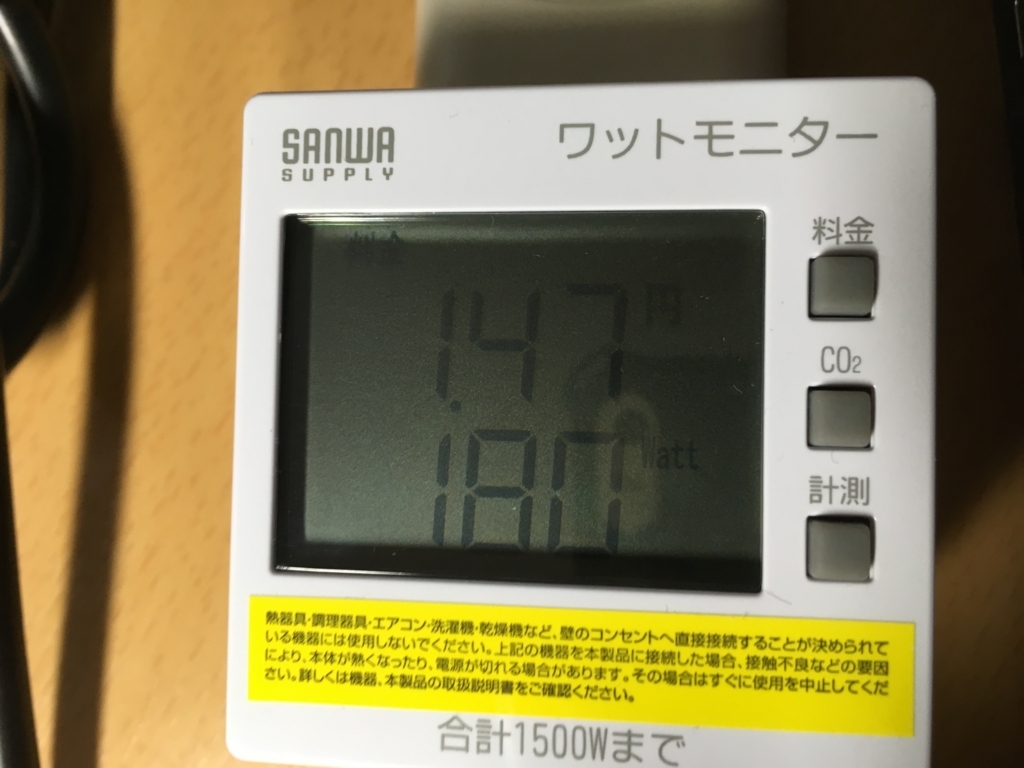 SANWA
SUPPLY
ワットモニター
料金
1.47円
180 Watt
料金
CO2
計測
熱器具・調理器具・エアコン・洗濯機・乾燥機など、壁のコンセントへ直接接続することが決められて
いる機器には使用しないでください。上記の機器を本製品に接続した場合、接触不良などの要因
により、本体が熱くなったり、電源が切れる場合があります。その場合はすぐに使用を中止してくだ
さい。詳しくは機器、本製品の取扱説明書をご確認ください。
合計1500Wまで